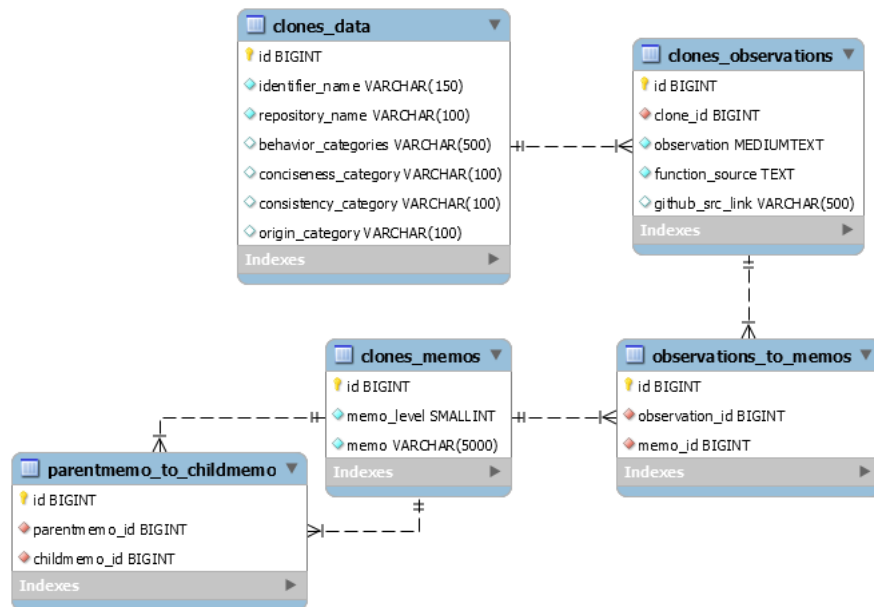 clones_data
id BIGINT
identifier_name VARCHAR(150)
repository_name VARCHAR(100)
behavior_categories VARCHAR(500)
conciseness_category VARCHAR(100)
consistency_category VARCHAR(100)
origin_category VARCHAR(100)
Indexes
clones_observations
id BIGINT
clone_id BIGINT
observation MEDIUMTEXT
function_source TEXT
github_src_link VARCHAR(500)
Indexes
clones_memos
id BIGINT
memo_level SMALLINT
memo VARCHAR(5000)
Indexes
observations_to_memos
id BIGINT
observation_id BIGINT
memo_id BIGINT
Indexes
parentmemo_to_childmemo
id BIGINT
parentmemo_id BIGINT
childmemo_id BIGINT
Indexes